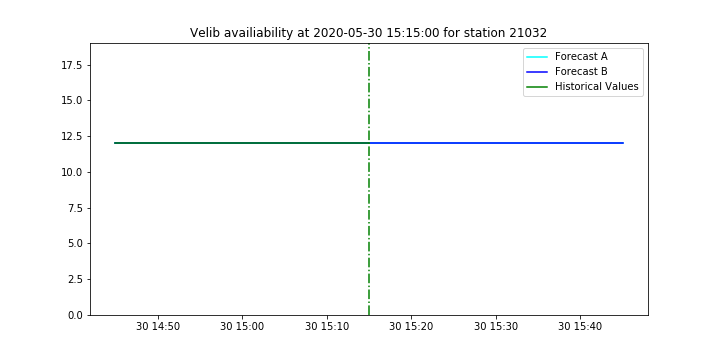 Velib availiability at 2020-05-30 15:15:00 for station 21032
Forecast A
Forecast B
Historical Values
17.5
15.0
12.5
10.0
7.5
5.0
2.5
0.0
30 14:50 30 15:00 30 15:10 30 15:20 30 15:30 30 15:40